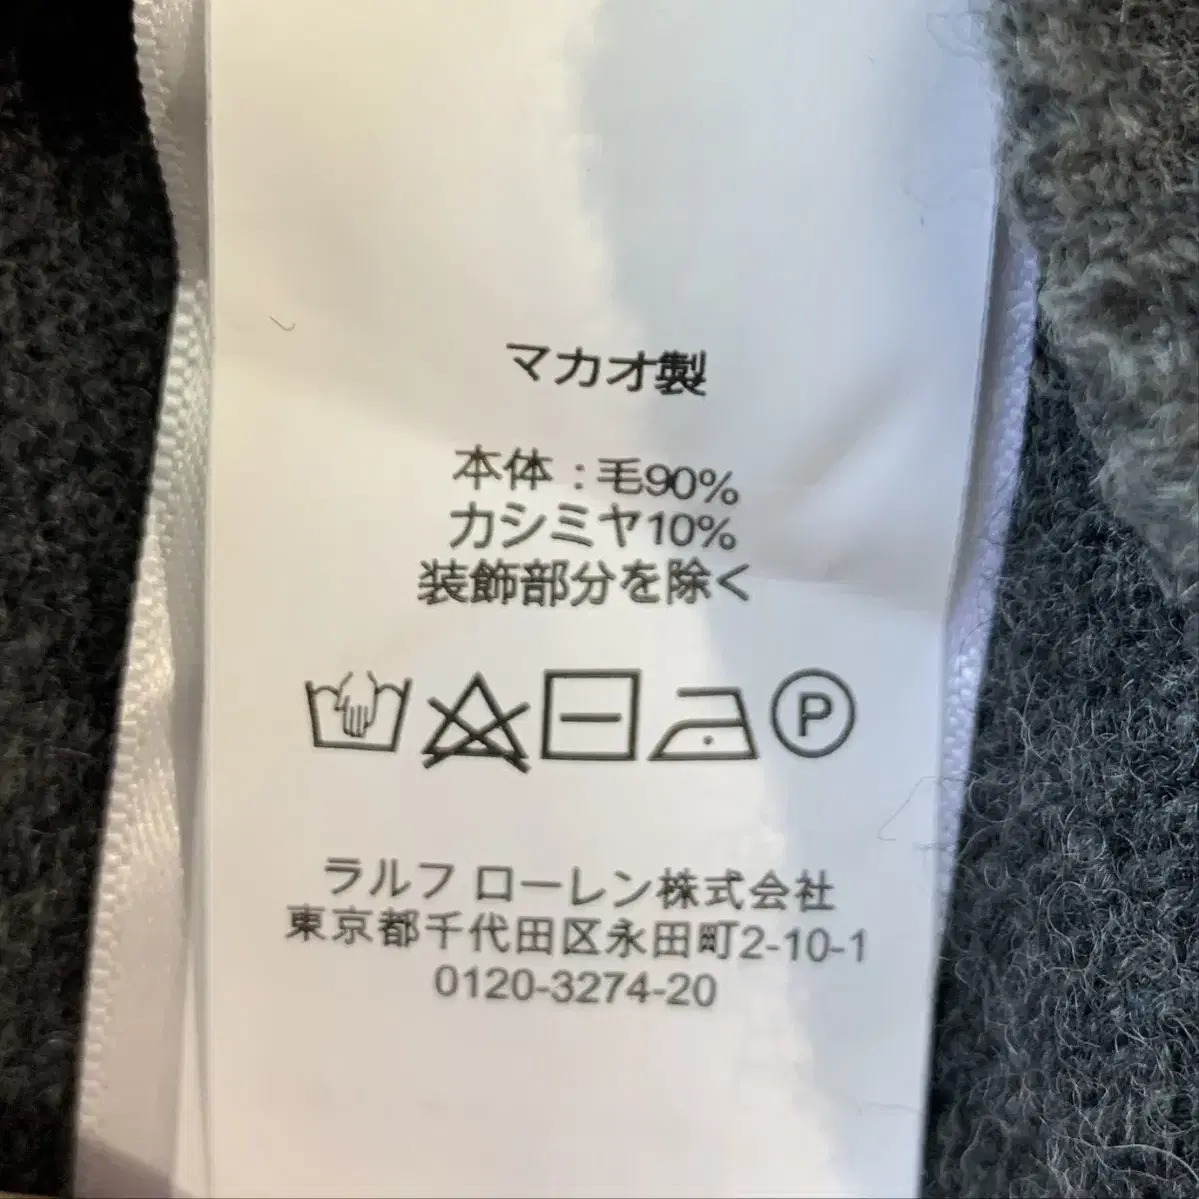 マカオ製
本体：毛90%
カシミヤ10%
装飾部分を除く
P
ラルフ ローレン株式会社
東京都千代田区永田町2-10-1
0120-3274-20